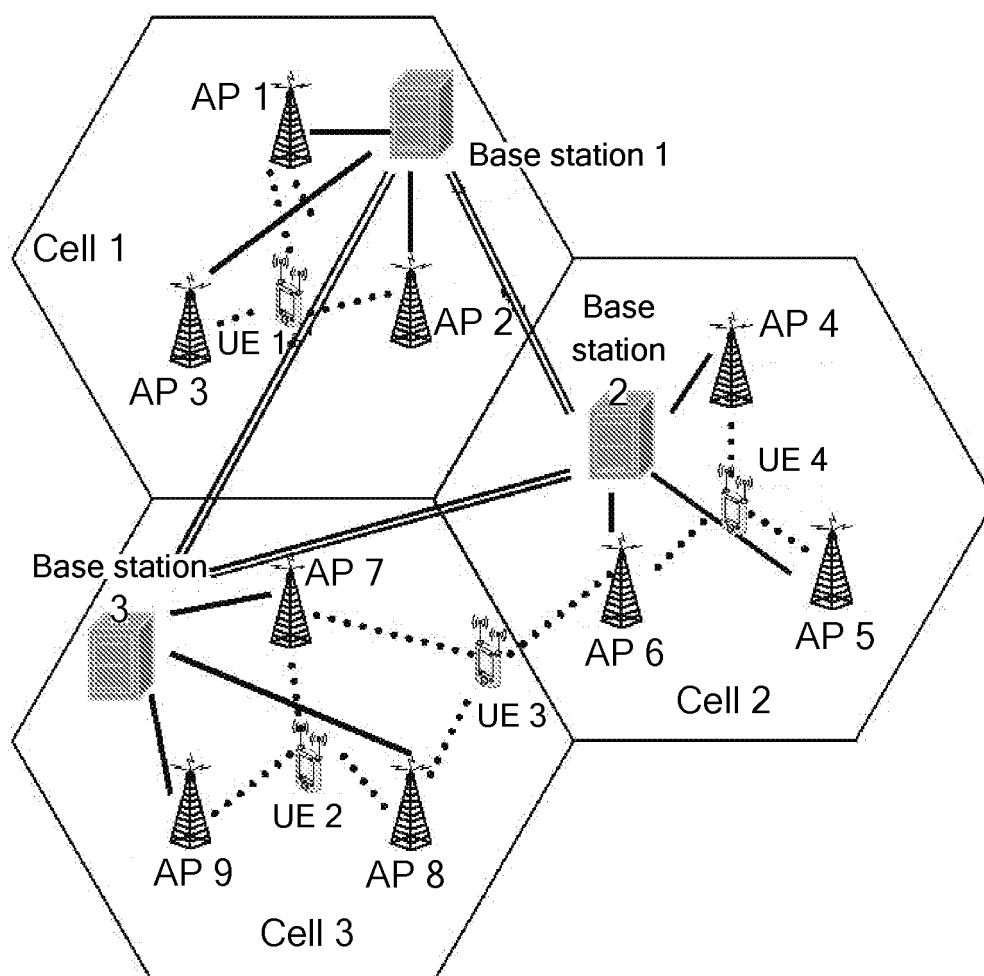 AP 1
Base station 1
Cell 1
UE 1
AP 2
AP 3
Base
station
2
AP 4
UE 4
AP 5
AP 6
Cell 2
Base station
3
AP 7
UE 3
UE 2
AP 9
AP 8
Cell 3